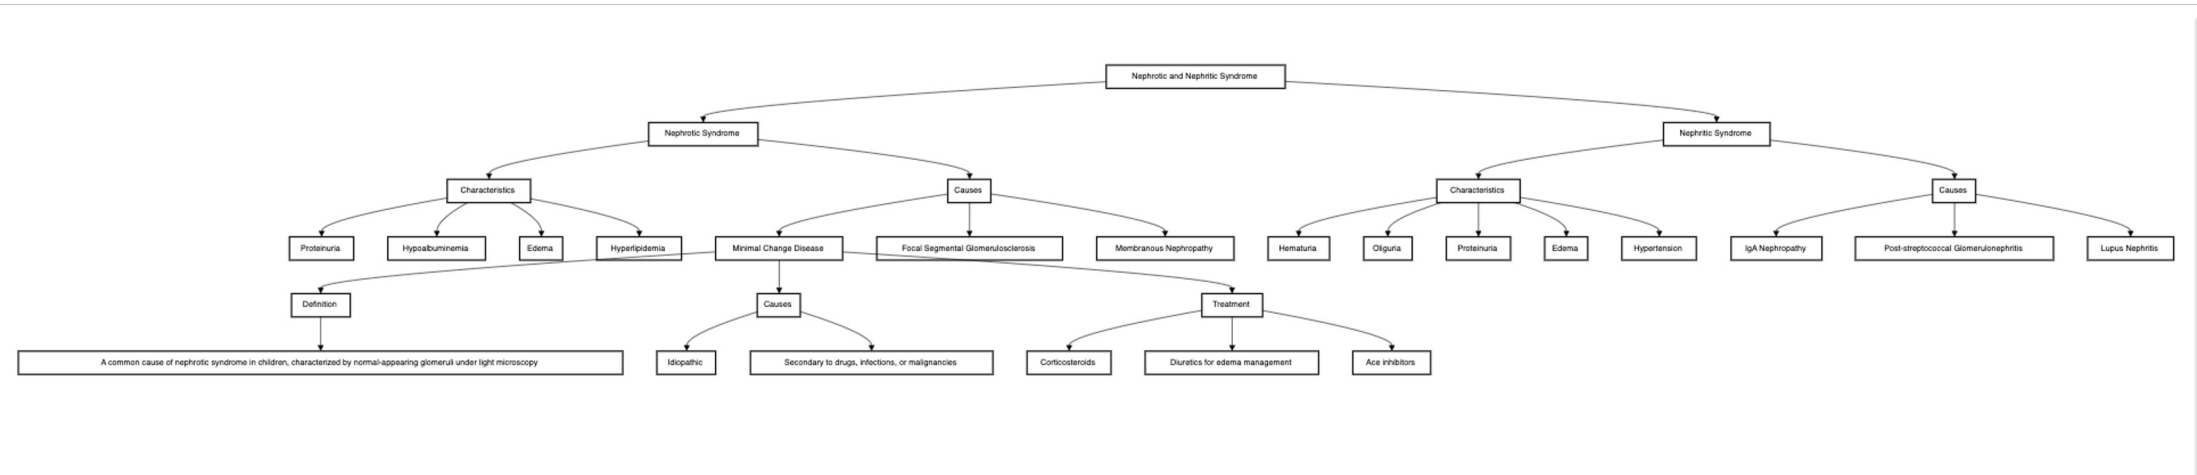 Nephrotic and Nephritic Syndrome
Nephrotic Syndrome
Nephritic Syndrome
Characteristics
Causes
Characteristics
Causes
Proteinuria
Hypoalbuminemia
Edema
Hyperlipidemia
Minimal Change Disease
Focal Segmental Glomerulosclerosis
Membranous Nephropathy
Hematuria
Oliguria
Proteinuria
Edema
Hypertension
IgA Nephropathy
Post-streptococcal Glomerulonephritis
Lupus Nephritis
Definition
Causes
Treatment
A common cause of nephrotic syndrome in children, characterized by normal-appearing glomeruli under light microscopy
Idiopathic
Secondary to drugs, infections, or malignancies
Corticosteroids
Diuretics for edema management
Ace inhibitors